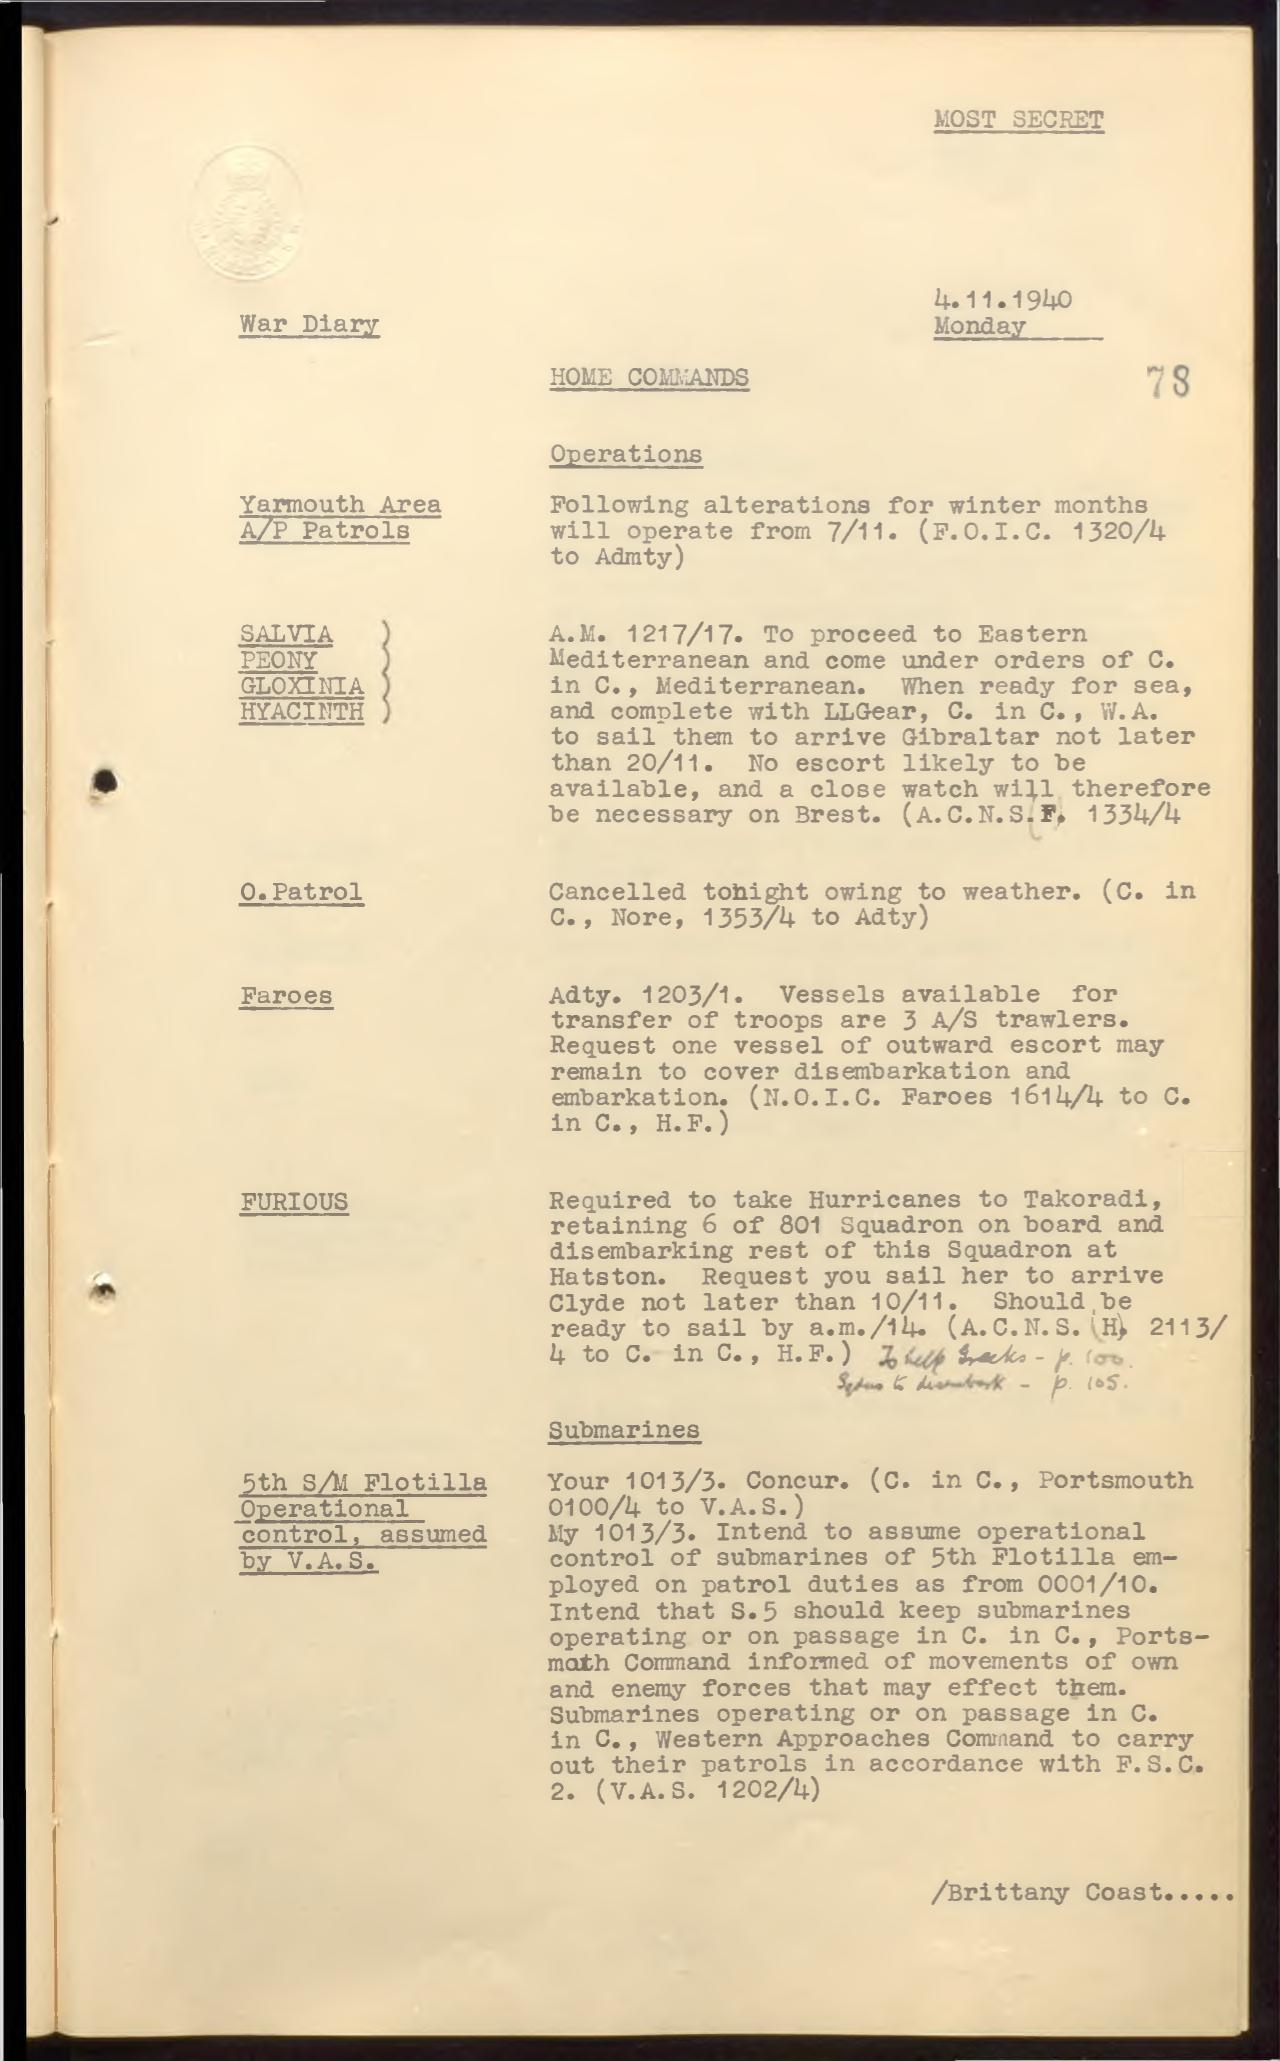 MOST SECRET
4.11.1940
War Diary
Monday
HOME COMMANDS
78
Operations
Yarmouth Area
A/P Patrols
Following alterations for winter months
will operate from 7/11. (F.O.I.C. 1320/4
to Admty)
SALVIA )
PEONY )
GLOXINIA )
HYACINTH )
A.M. 1217/17. To proceed to Eastern
Mediterranean and come under orders of C.
in C., Mediterranean. When ready for sea,
and complete with LLGear, C. in C., W.A.
to sail them to arrive Gibraltar not later
than 20/11. No escort likely to be
available, and a close watch will therefore
be necessary on Brest. (A.C.N.S.(F) 1334/4
O.Patrol
Cancelled tonight owing to weather. (C. in
C., Nore, 1353/4 to Adty)
Faroes
Adty. 1203/1. Vessels available for
transfer of troops are 3 A/S trawlers.
Request one vessel of outward escort may
remain to cover disembarkation and
embarkation. (N.O.I.C. Faroes 1614/4 to C.
in C., H.F.)
FURIOUS
Required to take Hurricanes to Takoradi,
retaining 6 of 801 Squadron on board and
disembarking rest of this Squadron at
Hatston. Request you sail her to arrive
Clyde not later than 10/11. Should be
ready to sail by a.m./14. (A.C.N.S. (H) 2113/
4 to C. in C., H.F.) To help Greeks - p. 100.
Sqdns to disembark - p. 105.
Submarines
5th S/M Flotilla
Operational
control, assumed
by V.A.S.
Your 1013/3. Concur. (C. in C., Portsmouth
0100/4 to V.A.S.)
My 1013/3. Intend to assume operational
control of submarines of 5th Flotilla em-
ployed on patrol duties as from 0001/10.
Intend that S.5 should keep submarines
operating or on passage in C. in C., Ports-
moth Command informed of movements of own
and enemy forces that may effect them.
Submarines operating or on passage in C.
in C., Western Approaches Command to carry
out their patrols in accordance with F.S.C.
2. (V.A.S. 1202/4)
/Brittany Coast.....